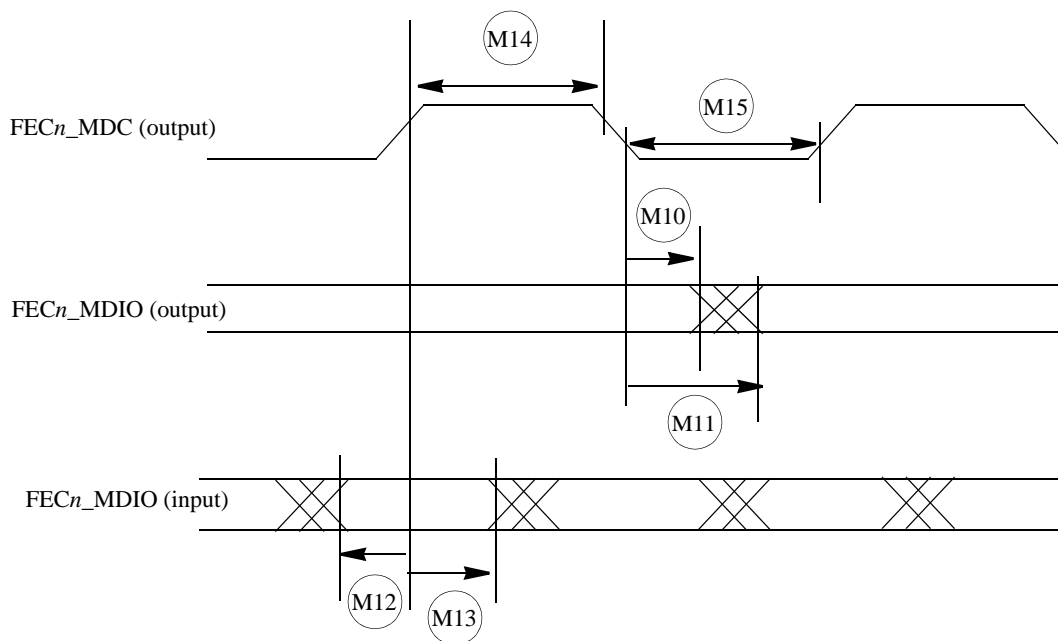 M14
FECn_MDC (output)
M15
M10
FECn_MDIO (output)
M11
FECn_MDIO (input)
M12
M13